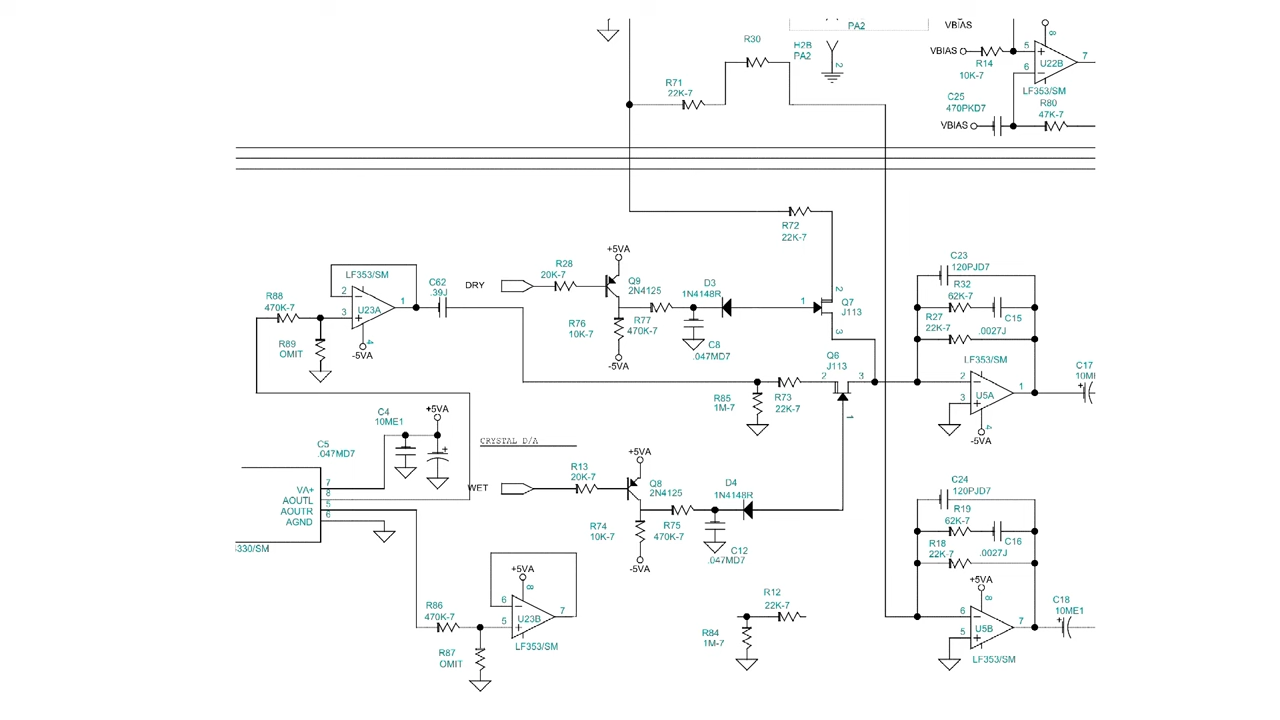 PA2
VBIAS
R30
H2B
PA2
2
8
VBIAS
R14
10K-7
5
+
6
U22B
7
LF353/SM
R71
22K-7
C25
470PKD7
R80
47K-7
VBIAS
R72
22K-7
LF353/SM
2
3
+
U23A
1
4
-5VA
C62
.39J
R88
470K-7
R89
OMIT
DRY
R28
20K-7
+5VA
Q9
2N4125
R76
10K-7
R77
470K-7
-5VA
D3
1N4148R
C8
.047MD7
1
2
Q7
J113
3
Q6
J113
2
3
1
R85
1M-7
R73
22K-7
C23
120PJD7
R32
62K-7
C15
.0027J
R27
22K-7
LF353/SM
2
3
+
U5A
1
4
-5VA
C17
+
C4
10ME1
+5VA
+
C5
.047MD7
CRYSTAL D/A
VA+
AOUTL
AOUTR
AGND
7
8
5
6
WET
R13
20K-7
+5VA
Q8
2N4125
R74
10K-7
R75
470K-7
-5VA
D4
1N4148R
C12
.047MD7
C24
120PJD7
R19
62K-7
C16
.0027J
R18
22K-7
+5VA
8
6
5
+
U5B
7
LF353/SM
C18
10ME1
+
+5VA
8
6
5
+
U23B
7
LF353/SM
R86
470K-7
R87
OMIT
R12
22K-7
R84
1M-7